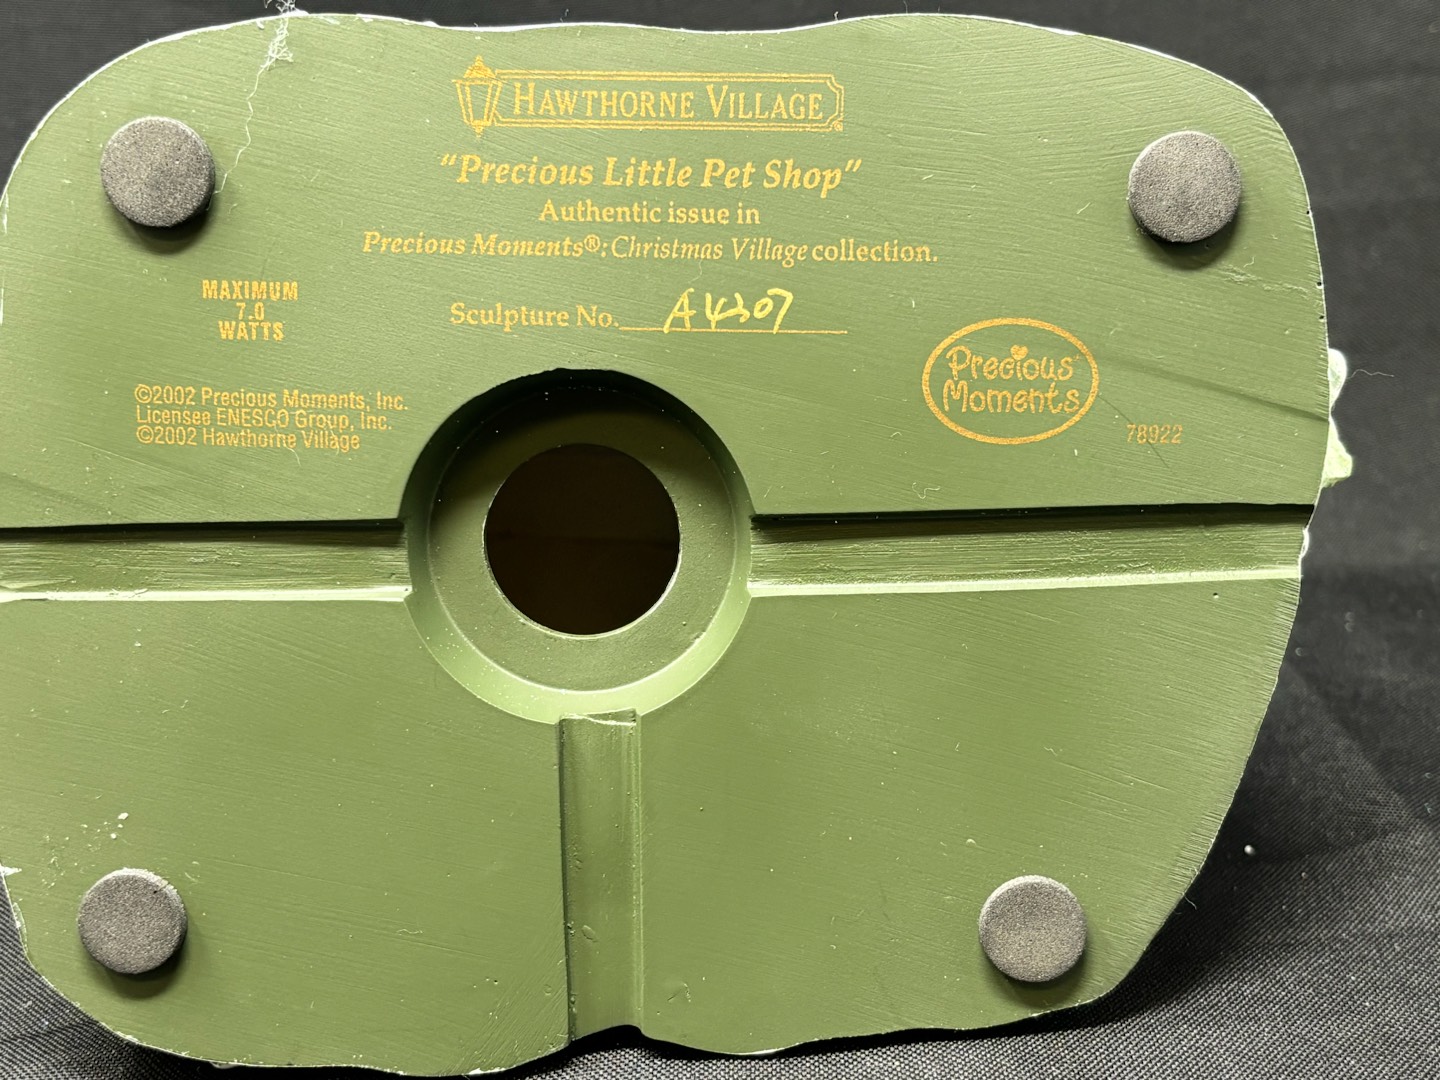 HAWTHORNE VILLAGE
“Precious Little Pet Shop”
Authentic issue in
Precious Moments®: Christmas Village collection.
MAXIMUM
7.0
WATTS
Sculpture No. A4307
©2002 Precious Moments, Inc.
Licensee ENESCO Group, Inc.
©2002 Hawthorne Village
Precious
Moments
78922